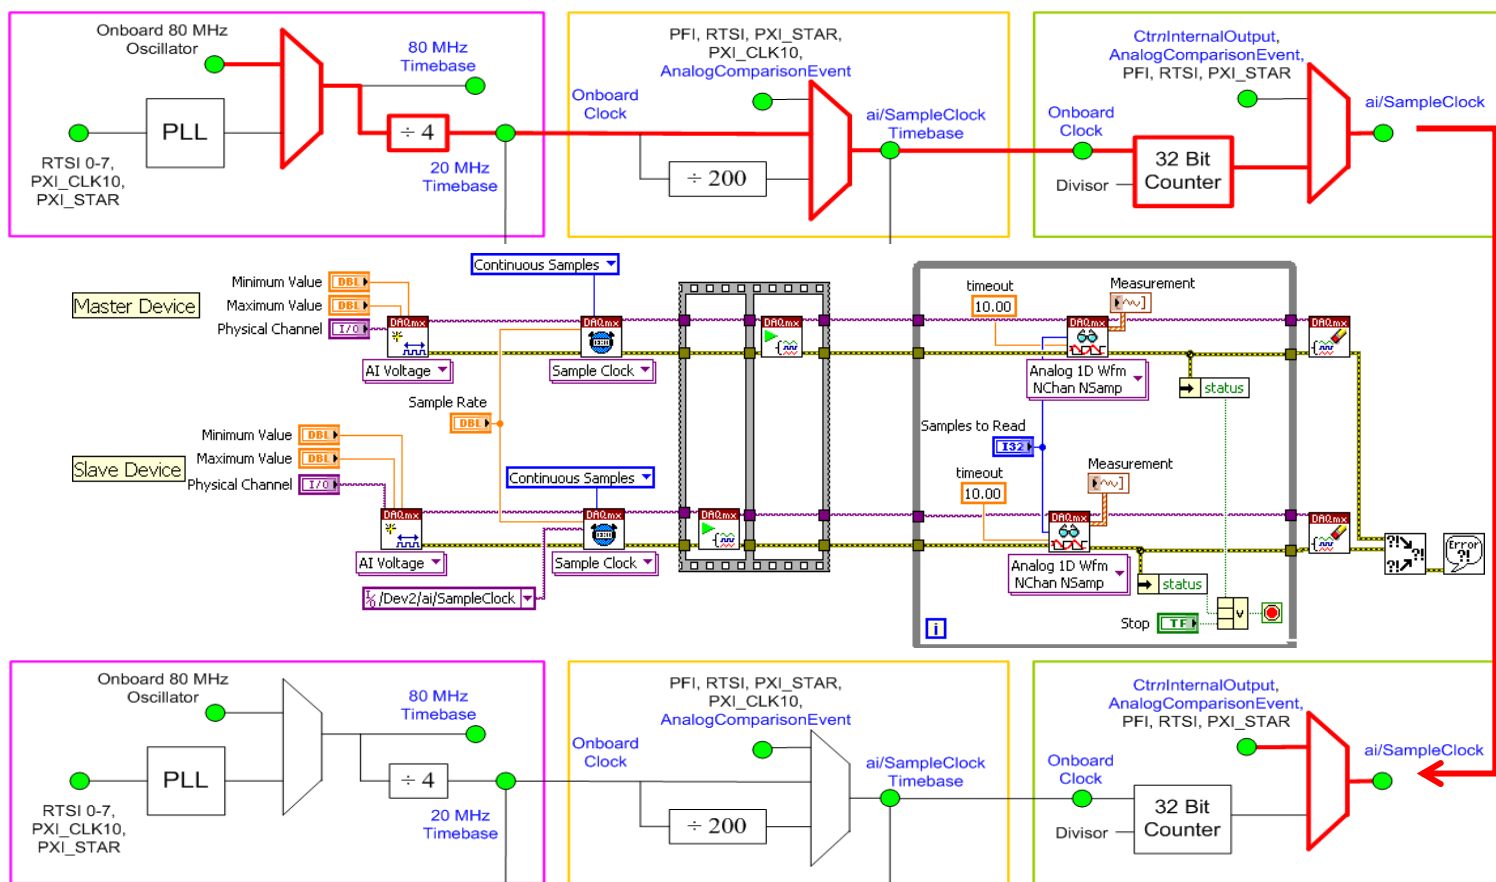 Onboard 80 MHz
Oscillator
80 MHz
Timebase
PLL
÷ 4
RTSI 0-7,
PXI_CLK10,
PXI_STAR
20 MHz
Timebase
PFI, RTSI, PXI_STAR,
PXI_CLK10,
AnalogComparisonEvent
Onboard
Clock
ai/SampleClock
Timebase
÷ 200
CtrnInternalOutput,
AnalogComparisonEvent,
PFI, RTSI, PXI_STAR
ai/SampleClock
Onboard
Clock
32 Bit
Counter
Divisor
Continuous Samples
Master Device
Minimum Value
DBL
Maximum Value
DBL
Physical Channel
I/O
DAQmx
AI Voltage
DAQmx
Sample Clock
DAQmx
timeout
10.00
Measurement
DAQmx
Analog 1D Wfm
NChan NSamp
status
DAQmx
Sample Rate
DBL
Samples to Read
I32
Slave Device
Minimum Value
DBL
Maximum Value
DBL
Physical Channel
I/O
Continuous Samples
DAQmx
AI Voltage
DAQmx
Sample Clock
I/O /Dev2/ai/SampleClock
DAQmx
timeout
10.00
Measurement
DAQmx
Analog 1D Wfm
NChan NSamp
status
DAQmx
?!
?!
?!
Error
?!
Stop
TF
V
i
Onboard 80 MHz
Oscillator
80 MHz
Timebase
PLL
÷ 4
RTSI 0-7,
PXI_CLK10,
PXI_STAR
20 MHz
Timebase
PFI, RTSI, PXI_STAR,
PXI_CLK10,
AnalogComparisonEvent
Onboard
Clock
ai/SampleClock
Timebase
÷ 200
CtrnInternalOutput,
AnalogComparisonEvent,
PFI, RTSI, PXI_STAR
ai/SampleClock
Onboard
Clock
32 Bit
Counter
Divisor